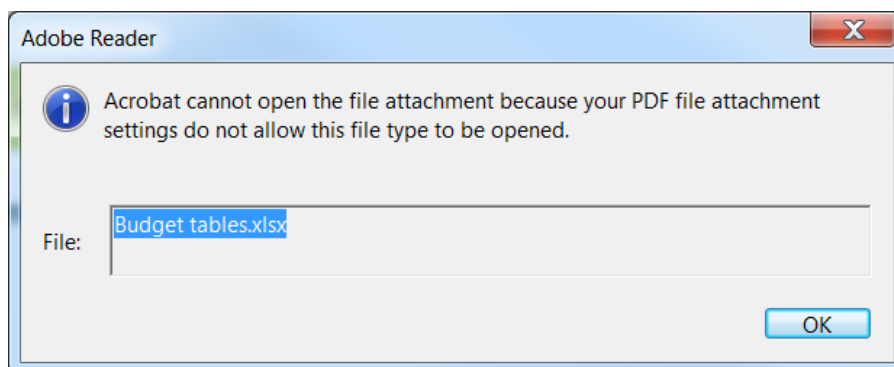 Adobe Reader
X
Acrobat cannot open the file attachment because your PDF file attachment
settings do not allow this file type to be opened.
File:
Budget tables.xlsx
OK